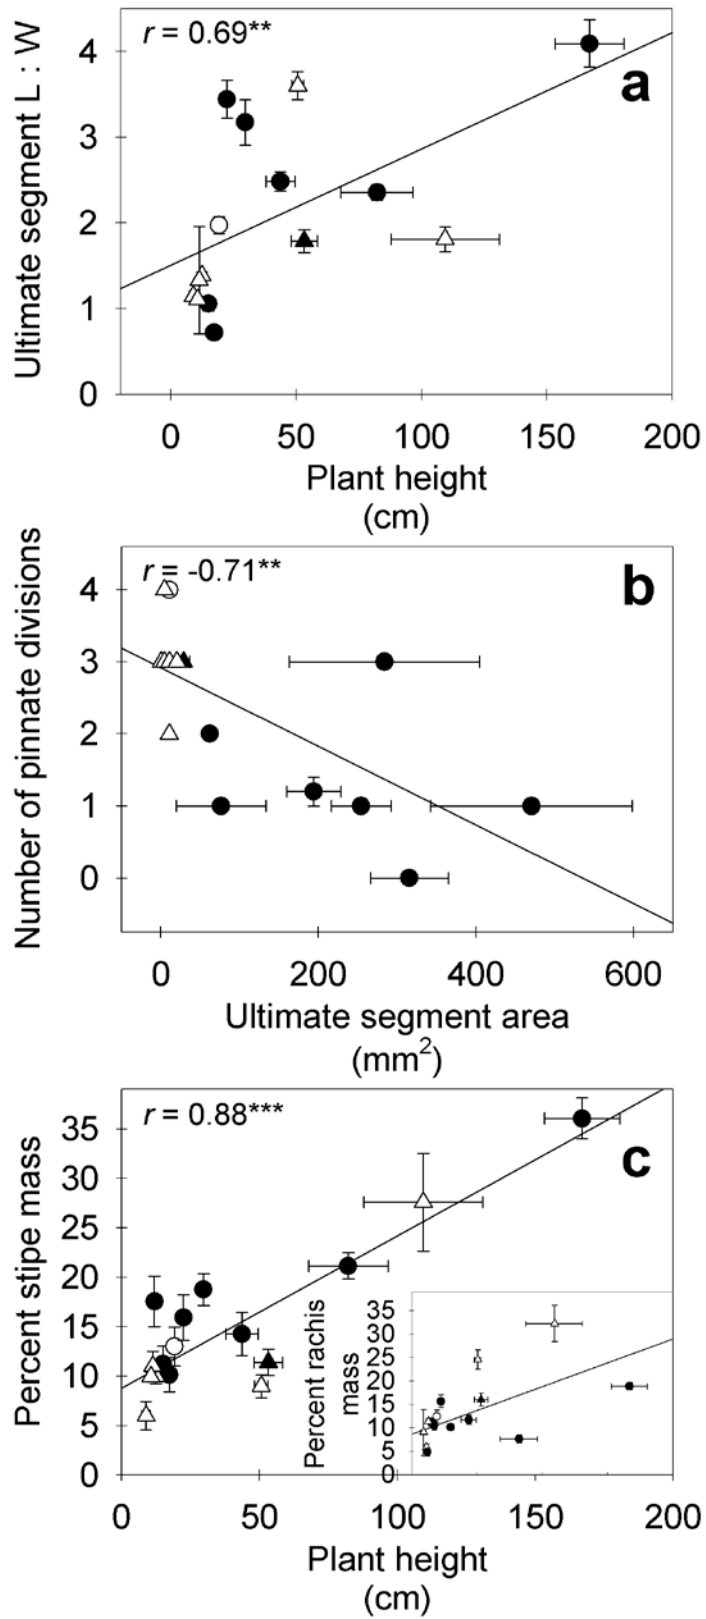 r = 0.69**
a
Ultimate segment L : W
4
3
2
1
0
0 50 100 150 200
Plant height
(cm)
r = -0.71**
b
Number of pinnate divisions
4
3
2
1
0
0 200 400 600
Ultimate segment area
(mm²)
r = 0.88***
c
Percent stipe mass
35
30
25
20
15
10
5
0
Percent rachis
mass
35
30
25
20
15
10
5
0
0 50 100 150 200
Plant height
(cm)